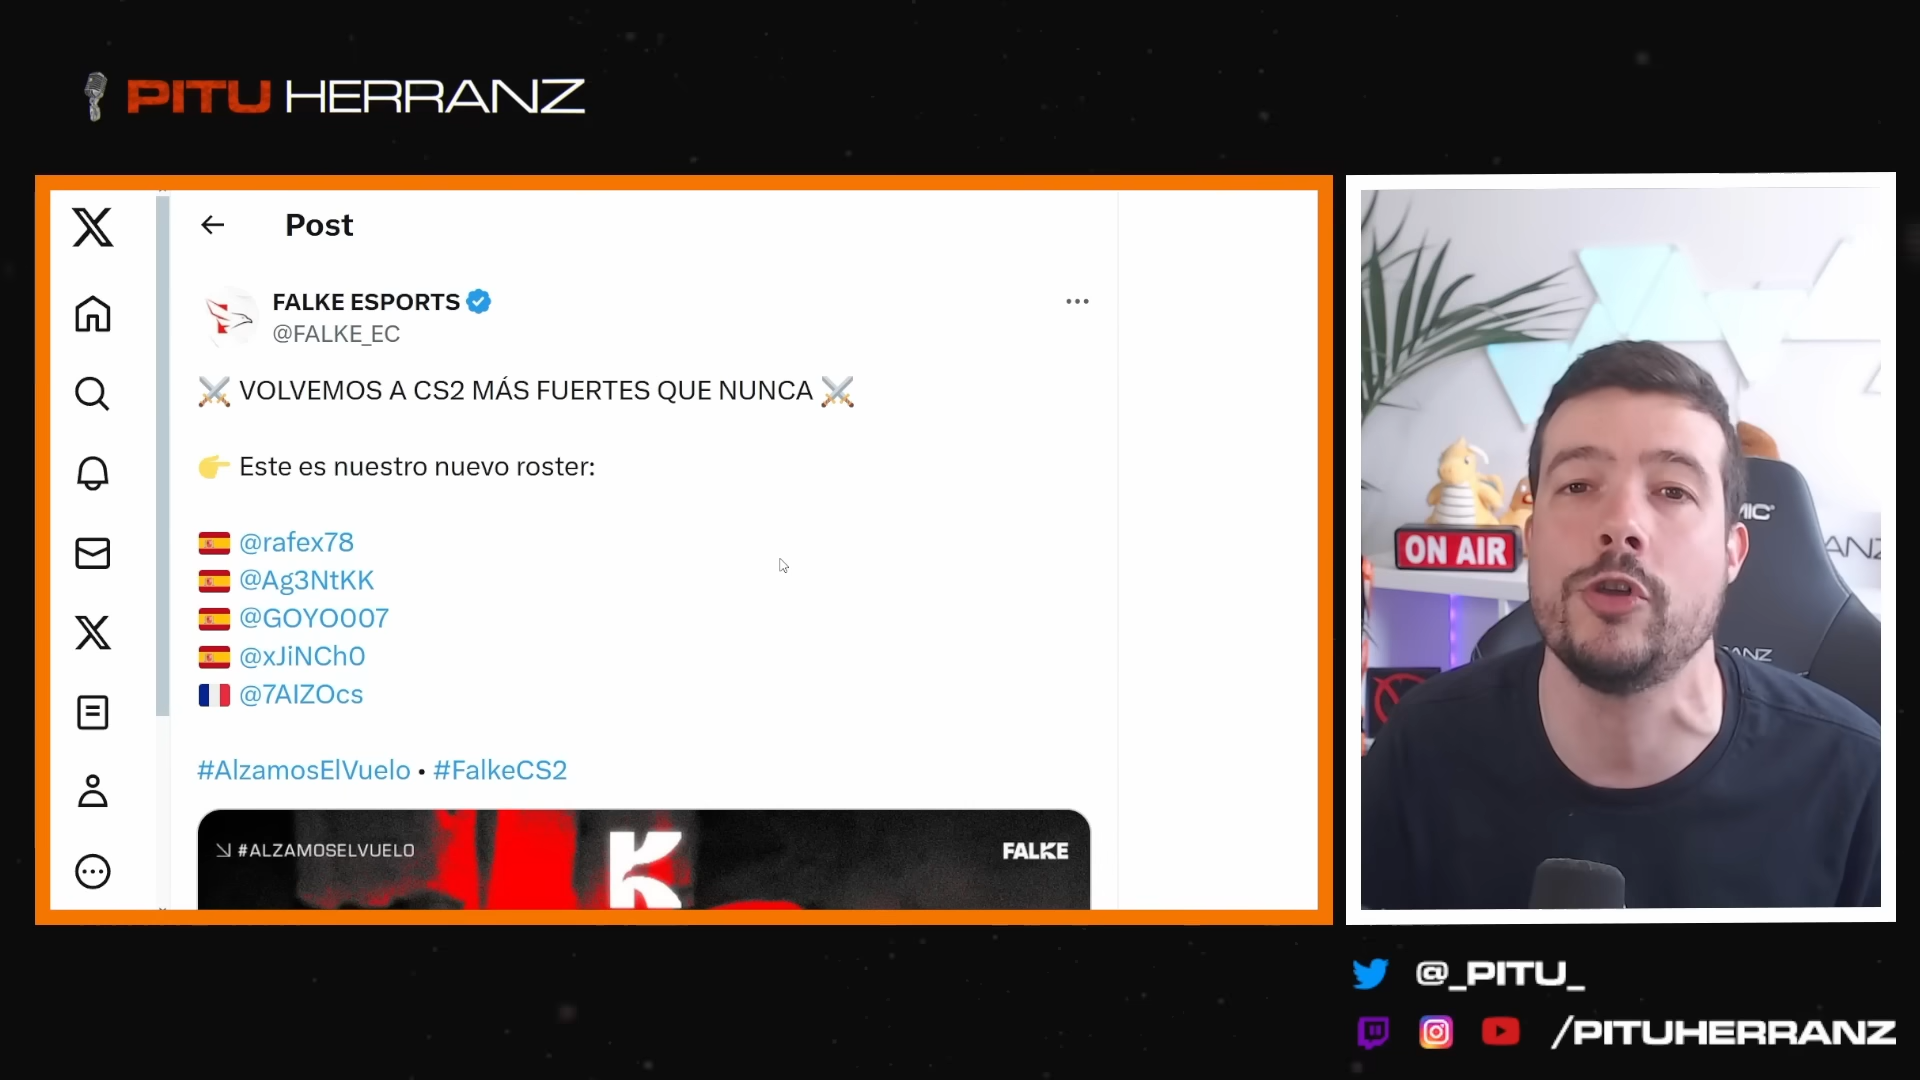 PITU HERRANZ
Post
FALKE ESPORTS
@FALKE_EC
VOLVEMOS A CS2 MÁS FUERTES QUE NUNCA
Este es nuestro nuevo roster:
@rafex78
@Ag3NtKK
@GOYO007
@xJiNCh0
@7AIZOcs
#AlzamosElVuelo • #FalkeCS2
#ALZAMOSELVUELO
K
FALKE
ON AIR
@_PITU_
/PITUHERRANZ